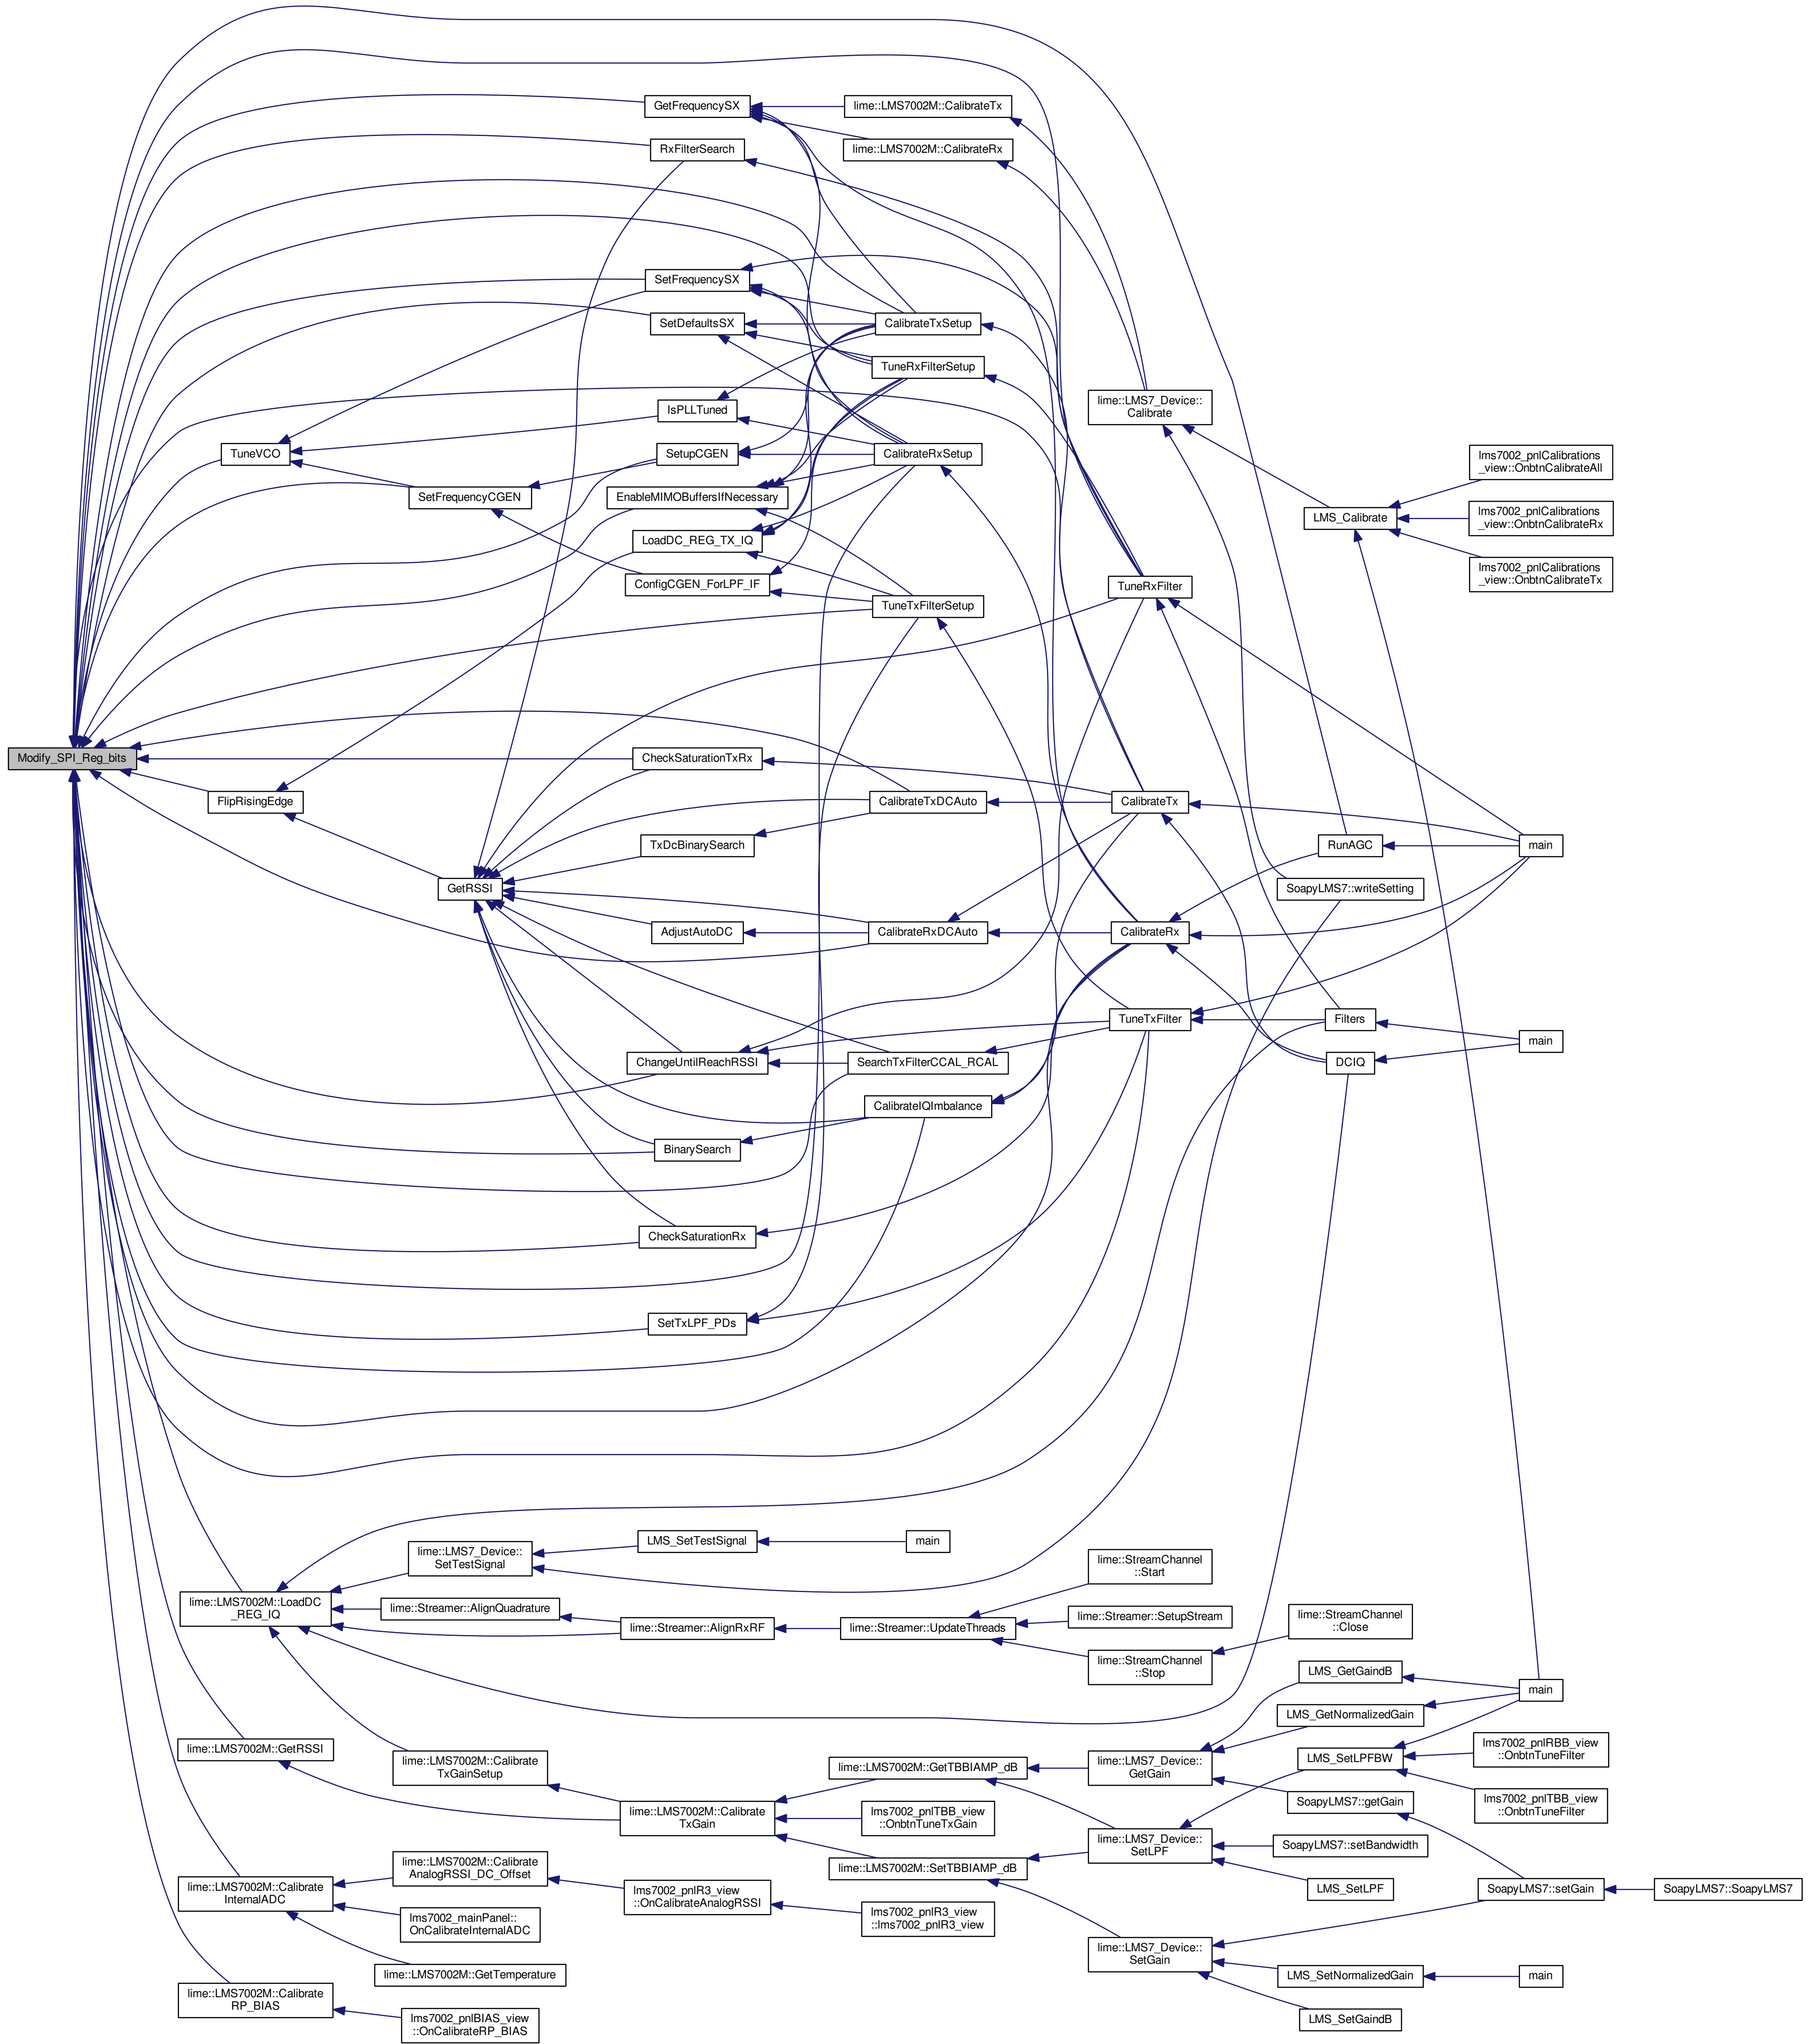 Modify_SPI_Reg_bits
TuneVCO
FlipRisingEdge
lime::LMS7002M::LoadDC
_REG_IQ
lime::LMS7002M::GetRSSI
lime::LMS7002M::Calibrate
InternalADC
lime::LMS7002M::Calibrate
RP_BIAS
SetFrequencyCGEN
GetRSSI
lime::LMS7_Device::
SetTestSignal
lime::Streamer::AlignQuadrature
lime::LMS7002M::Calibrate
TxGainSetup
lime::LMS7002M::Calibrate
AnalogRSSI_DC_Offset
lms7002_mainPanel::
OnCalibrateInternalADC
lime::LMS7002M::GetTemperature
lms7002_pnlBIAS_view
::OnCalibrateRP_BIAS
GetFrequencySX
RxFilterSearch
SetFrequencySX
SetDefaultsSX
IsPLLTuned
SetupCGEN
EnableMIMOBuffersIfNecessary
LoadDC_REG_TX_IQ
ConfigCGEN_ForLPF_IF
CheckSaturationTxRx
TxDcBinarySearch
AdjustAutoDC
ChangeUntilReachRSSI
BinarySearch
CheckSaturationRx
SetTxLPF_PDs
LMS_SetTestSignal
lime::Streamer::AlignRxRF
lime::LMS7002M::Calibrate
TxGain
lms7002_pnlR3_view
::OnCalibrateAnalogRSSI
lime::LMS7002M::CalibrateTx
lime::LMS7002M::CalibrateRx
CalibrateTxSetup
TuneRxFilterSetup
CalibrateRxSetup
TuneTxFilterSetup
CalibrateTxDCAuto
CalibrateRxDCAuto
SearchTxFilterCCAL_RCAL
CalibrateIQImbalance
main
lime::Streamer::UpdateThreads
lime::LMS7002M::GetTBBIAMP_dB
lms7002_pnlTBB_view
::OnbtnTuneTxGain
lime::LMS7002M::SetTBBIAMP_dB
lms7002_pnlR3_view
::lms7002_pnlR3_view
lime::LMS7_Device::
Calibrate
TuneRxFilter
CalibrateTx
CalibrateRx
TuneTxFilter
lime::StreamChannel
::Start
lime::Streamer::SetupStream
lime::StreamChannel
::Stop
lime::LMS7_Device::
GetGain
lime::LMS7_Device::
SetLPF
lime::LMS7_Device::
SetGain
LMS_Calibrate
RunAGC
SoapyLMS7::writeSetting
Filters
DCIQ
lime::StreamChannel
::Close
LMS_GetGaindB
LMS_GetNormalizedGain
LMS_SetLPFBW
SoapyLMS7::getGain
SoapyLMS7::setBandwidth
LMS_SetLPF
LMS_SetNormalizedGain
LMS_SetGaindB
lms7002_pnlCalibrations
_view::OnbtnCalibrateAll
lms7002_pnlCalibrations
_view::OnbtnCalibrateRx
lms7002_pnlCalibrations
_view::OnbtnCalibrateTx
main
main
main
lms7002_pnlRBB_view
::OnbtnTuneFilter
lms7002_pnlTBB_view
::OnbtnTuneFilter
SoapyLMS7::setGain
main
SoapyLMS7::SoapyLMS7